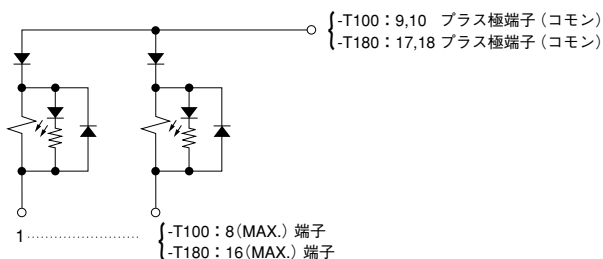 -T100：9,10 プラス極端子（コモン）
-T180：17,18 プラス極端子（コモン）
1 -T100：8（MAX.）端子
-T180：16（MAX.）端子